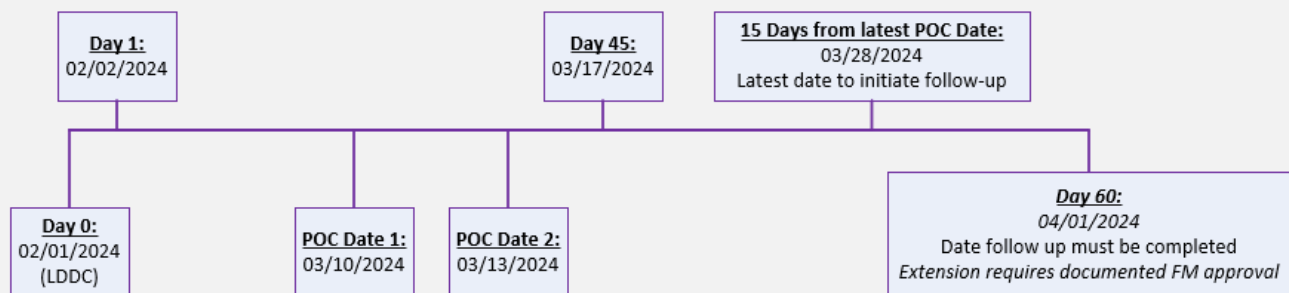 Day 1:
02/02/2024
Day 45:
03/17/2024
15 Days from latest POC Date:
03/28/2024
Latest date to initiate follow-up
Day 0:
02/01/2024
(LDDC)
POC Date 1:
03/10/2024
POC Date 2:
03/13/2024
Day 60:
04/01/2024
Date follow up must be completed
Extension requires documented FM approval